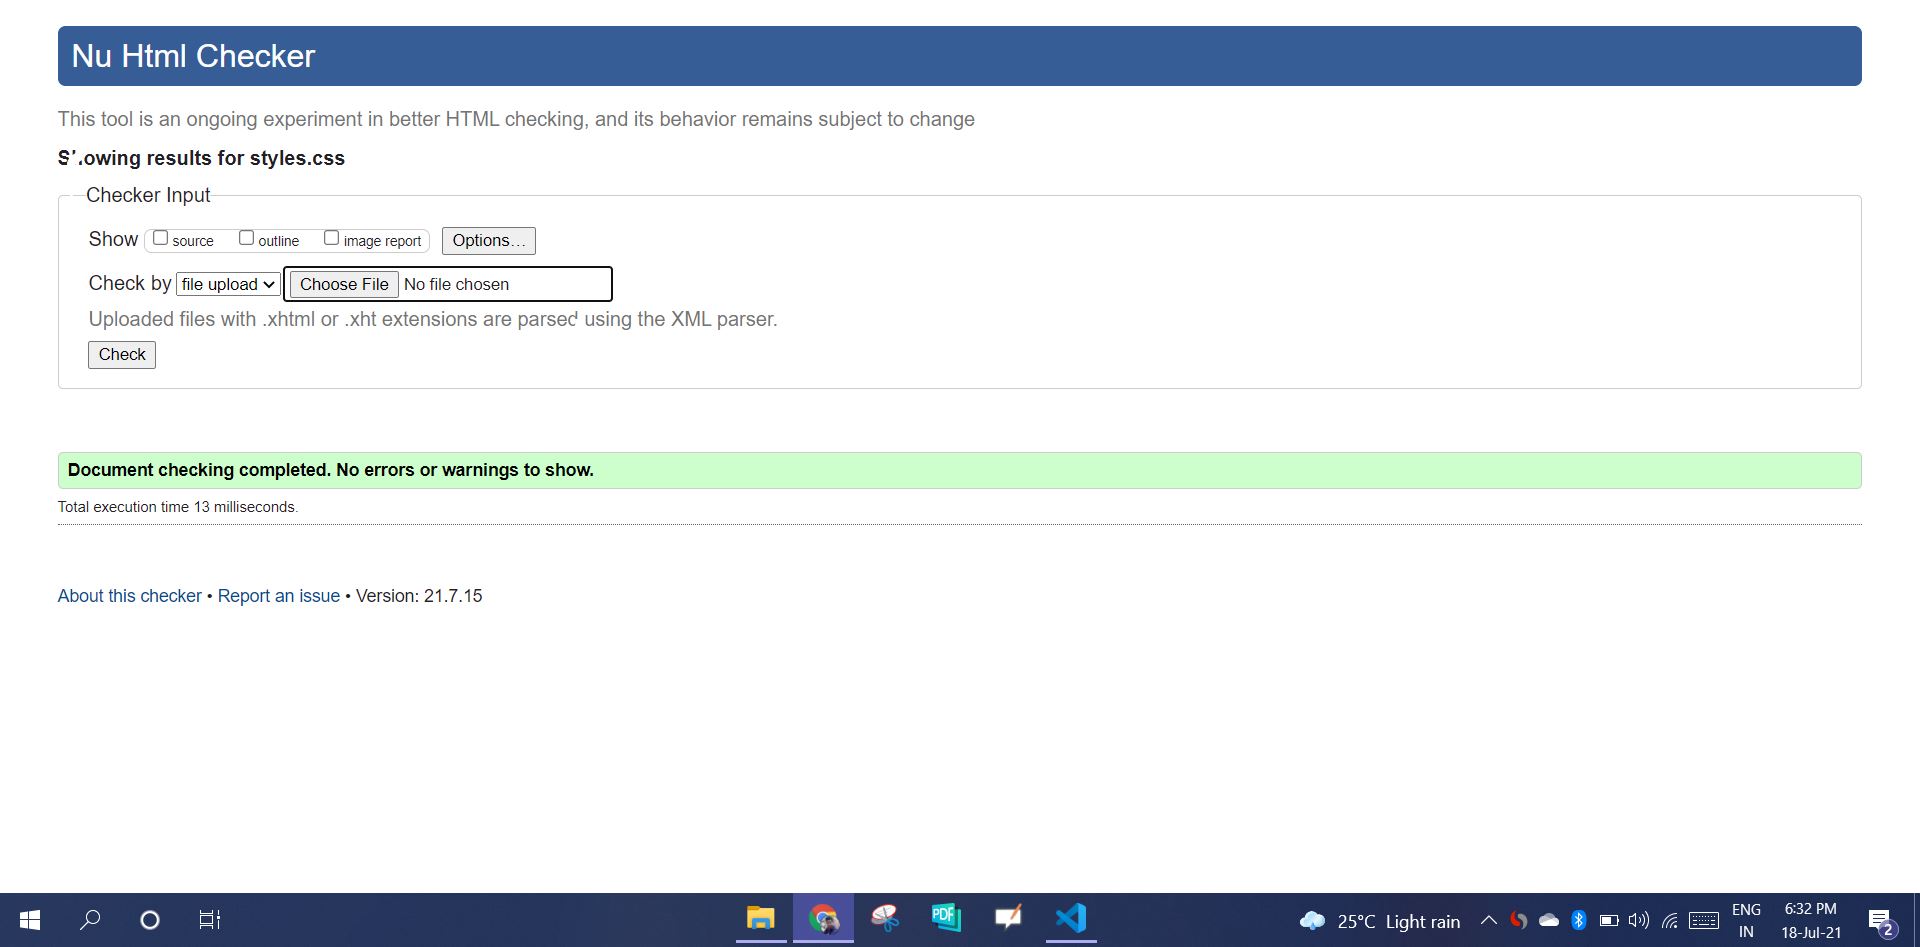 Nu Html Checker
This tool is an ongoing experiment in better HTML checking, and its behavior remains subject to change
Showing results for styles.css
Checker Input
Show source outline image report Options…
Check by file upload Choose File No file chosen
Uploaded files with .xhtml or .xht extensions are parsed using the XML parser.
Check
Document checking completed. No errors or warnings to show.
Total execution time 13 milliseconds.
About this checker • Report an issue • Version: 21.7.15
PDF
25°C Light rain
ENG
IN
6:32 PM
18-Jul-21
2